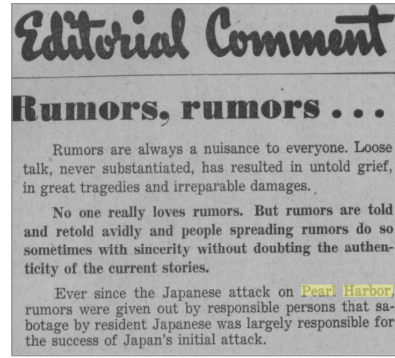 Editorial Comment
Rumors, rumors . . .
Rumors are always a nuisance to everyone. Loose
talk, never substantiated, has resulted in untold grief,
in great tragedies and irreparable damages.
No one really loves rumors. But rumors are told
and retold avidly and people spreading rumors do so
sometimes with sincerity without doubting the authen-
ticity of the current stories.
Ever since the Japanese attack on Pearl Harbor,
rumors were given out by responsible persons that sa-
botage by resident Japanese was largely responsible for
the success of Japan's initial attack.